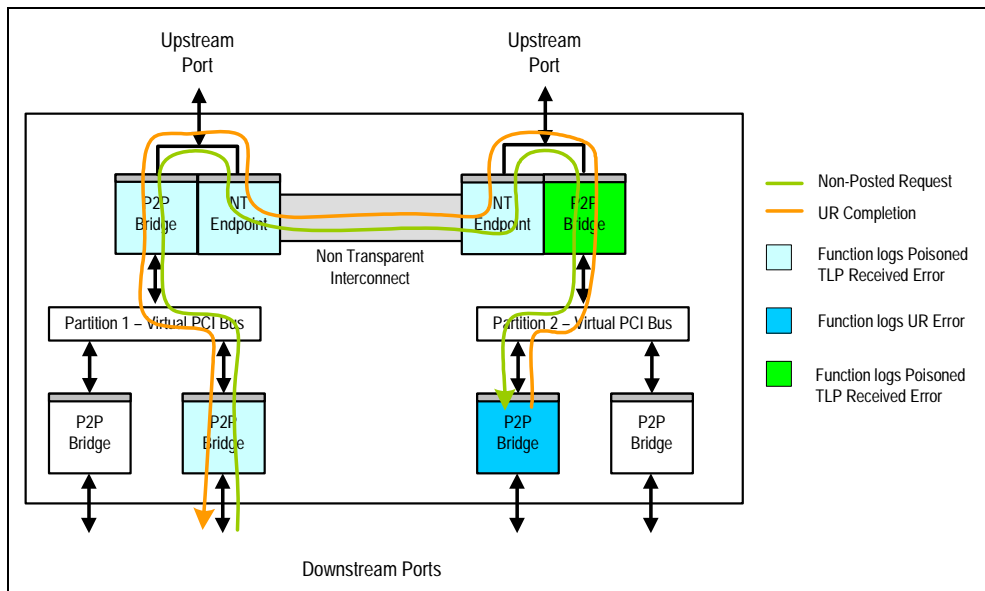 Upstream
Port
Upstream
Port
P2P
Bridge
NT
Endpoint
NT
Endpoint
P2P
Bridge
Non Transparent
Interconnect
Non-Posted Request
UR Completion
Function logs Poisoned
TLP Received Error
Function logs UR Error
Function logs Poisoned
TLP Received Error
Partition 1 – Virtual PCI Bus
Partition 2 – Virtual PCI Bus
P2P
Bridge
P2P
Bridge
P2P
Bridge
P2P
Bridge
Downstream Ports